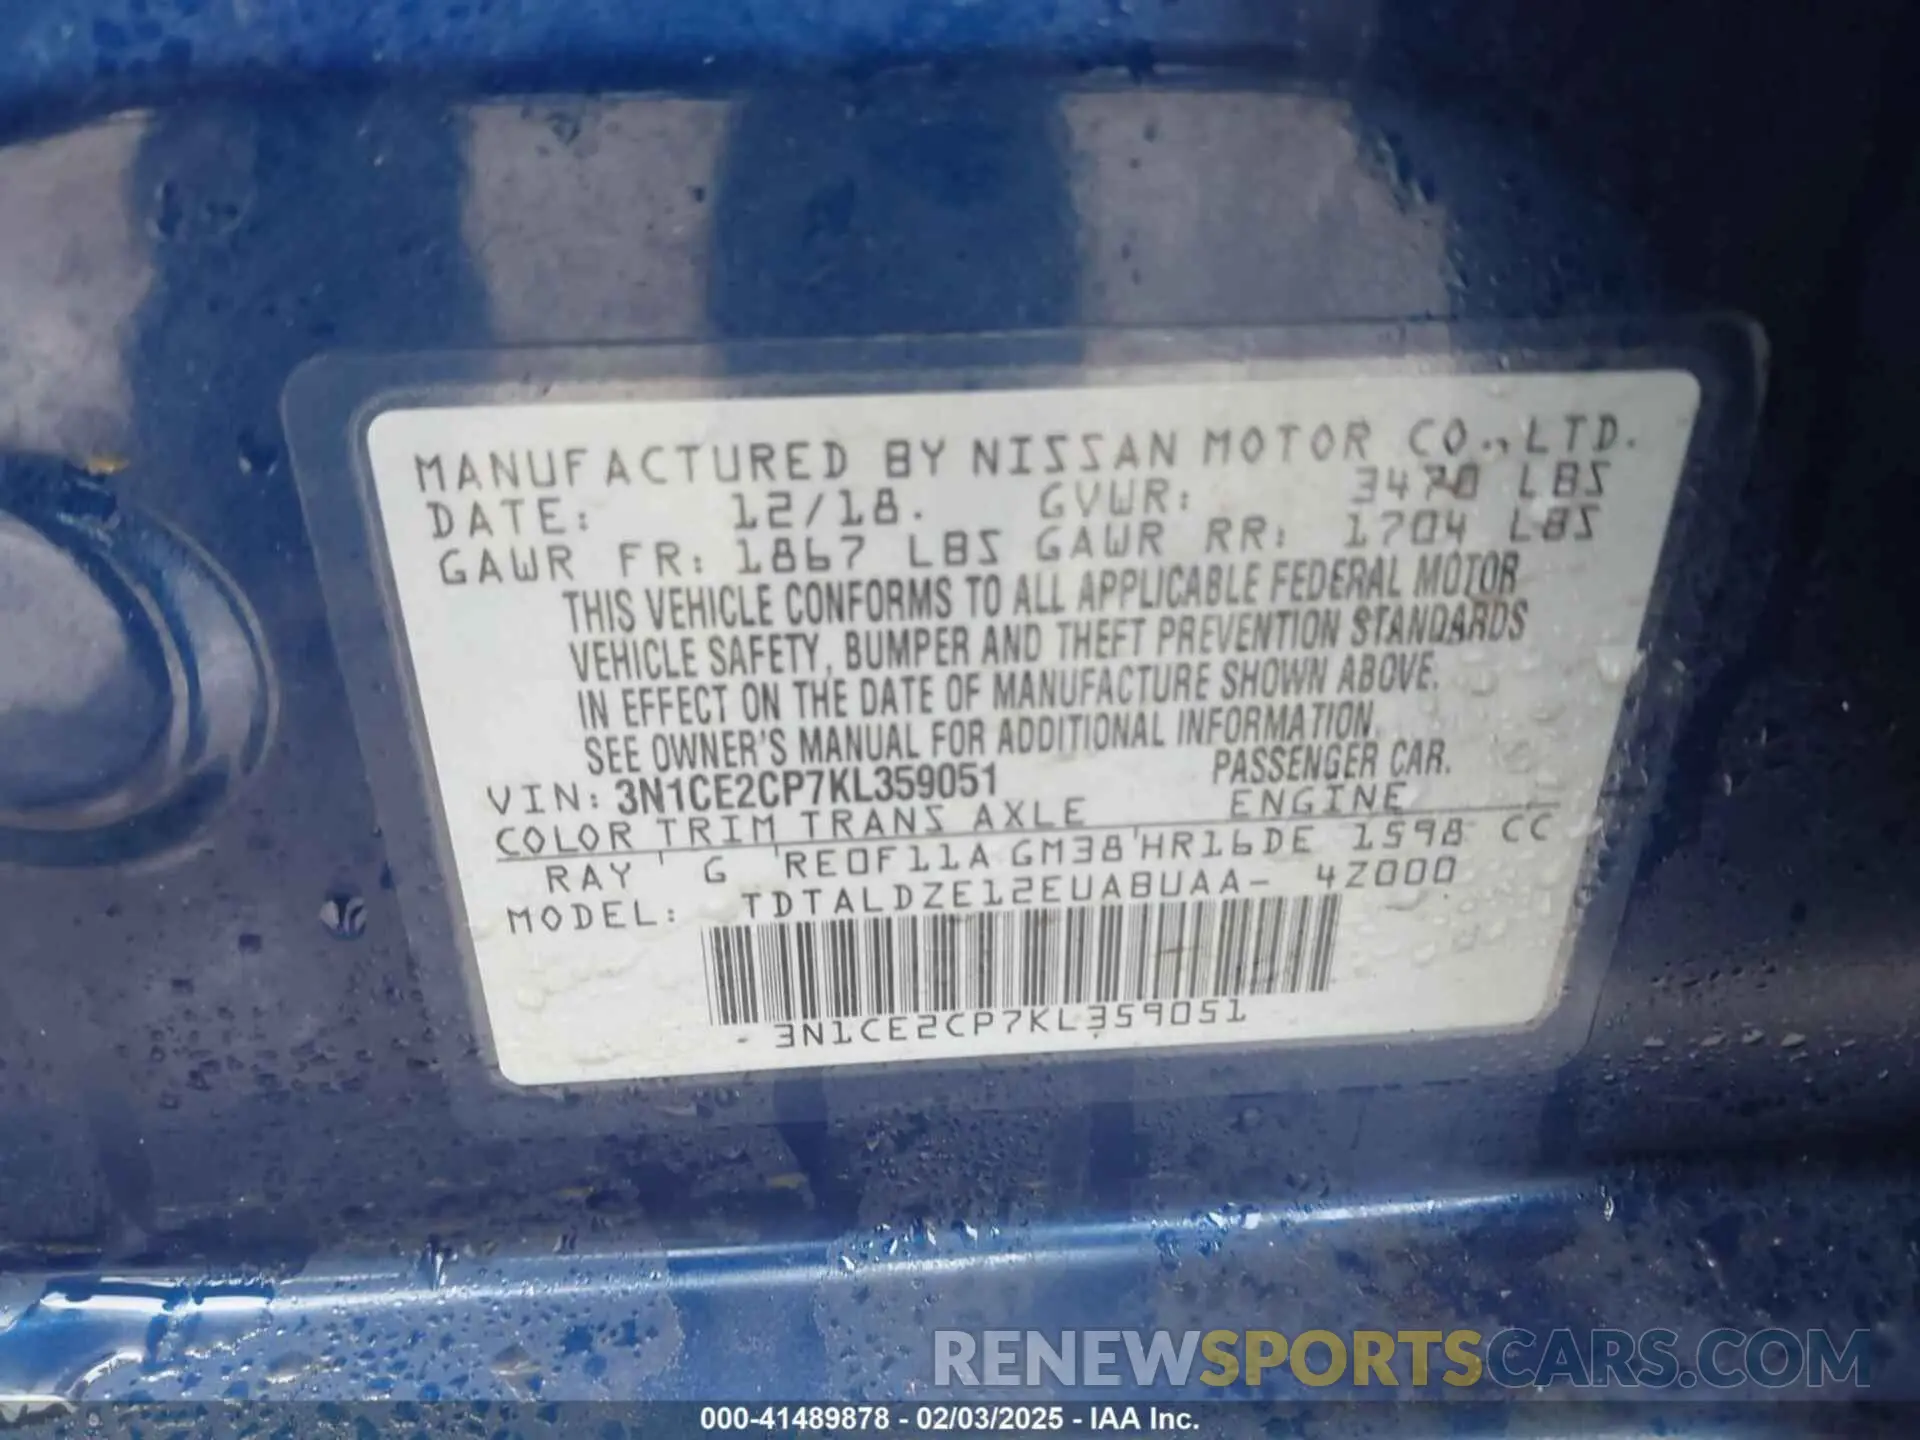 MANUFACTURED BY NISSAN MOTOR CO., LTD.
DATE: 12/18. GVWR: 3470 LBS
GAWR FR: 1867 LBS GAWR RR: 1704 LBS
THIS VEHICLE CONFORMS TO ALL APPLICABLE FEDERAL MOTOR
VEHICLE SAFETY, BUMPER AND THEFT PREVENTION STANDARDS
IN EFFECT ON THE DATE OF MANUFACTURE SHOWN ABOVE.
SEE OWNER'S MANUAL FOR ADDITIONAL INFORMATION.
VIN: 3N1CE2CP7KL359051 PASSENGER CAR.
COLOR TRIM TRANS AXLE ENGINE
RAY ' G 'RE0F11A GM38'HR16DE 1598 CC
MODEL: TDTALDZE12EUABUAA- 4Z000
- 3N1CE2CP7KL359051
RENEWSPORTSCARS.COM
000-41489878 - 02/03/2025 - IAA Inc.